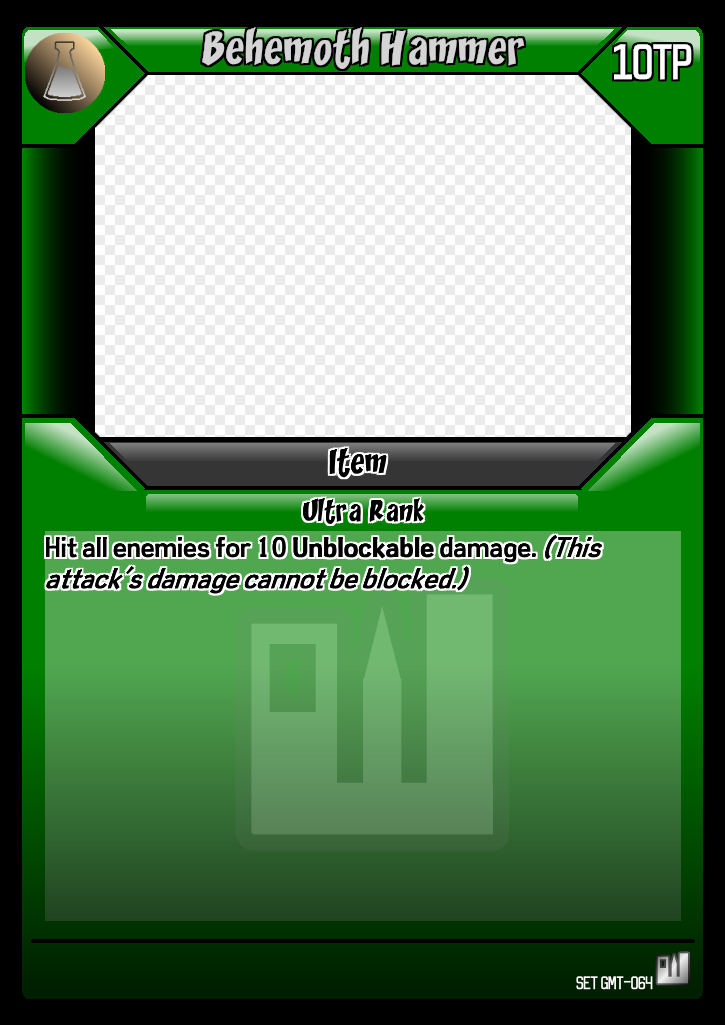 Behemoth Hammer
10TP
Item
Ultra Rank
Hit all enemies for 10 Unblockable damage. (This
attack's damage cannot be blocked.)
SET GMT-064